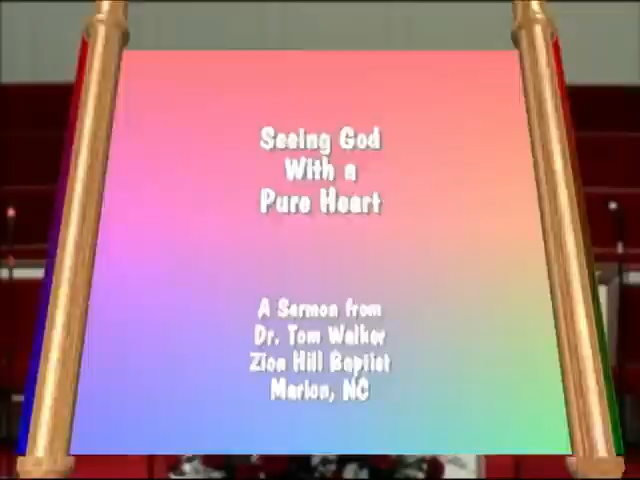 Seeing God
With a
Pure Heart
A Sermon from
Dr. Tom Walker
Zion Hill Baptist
Marion, NC